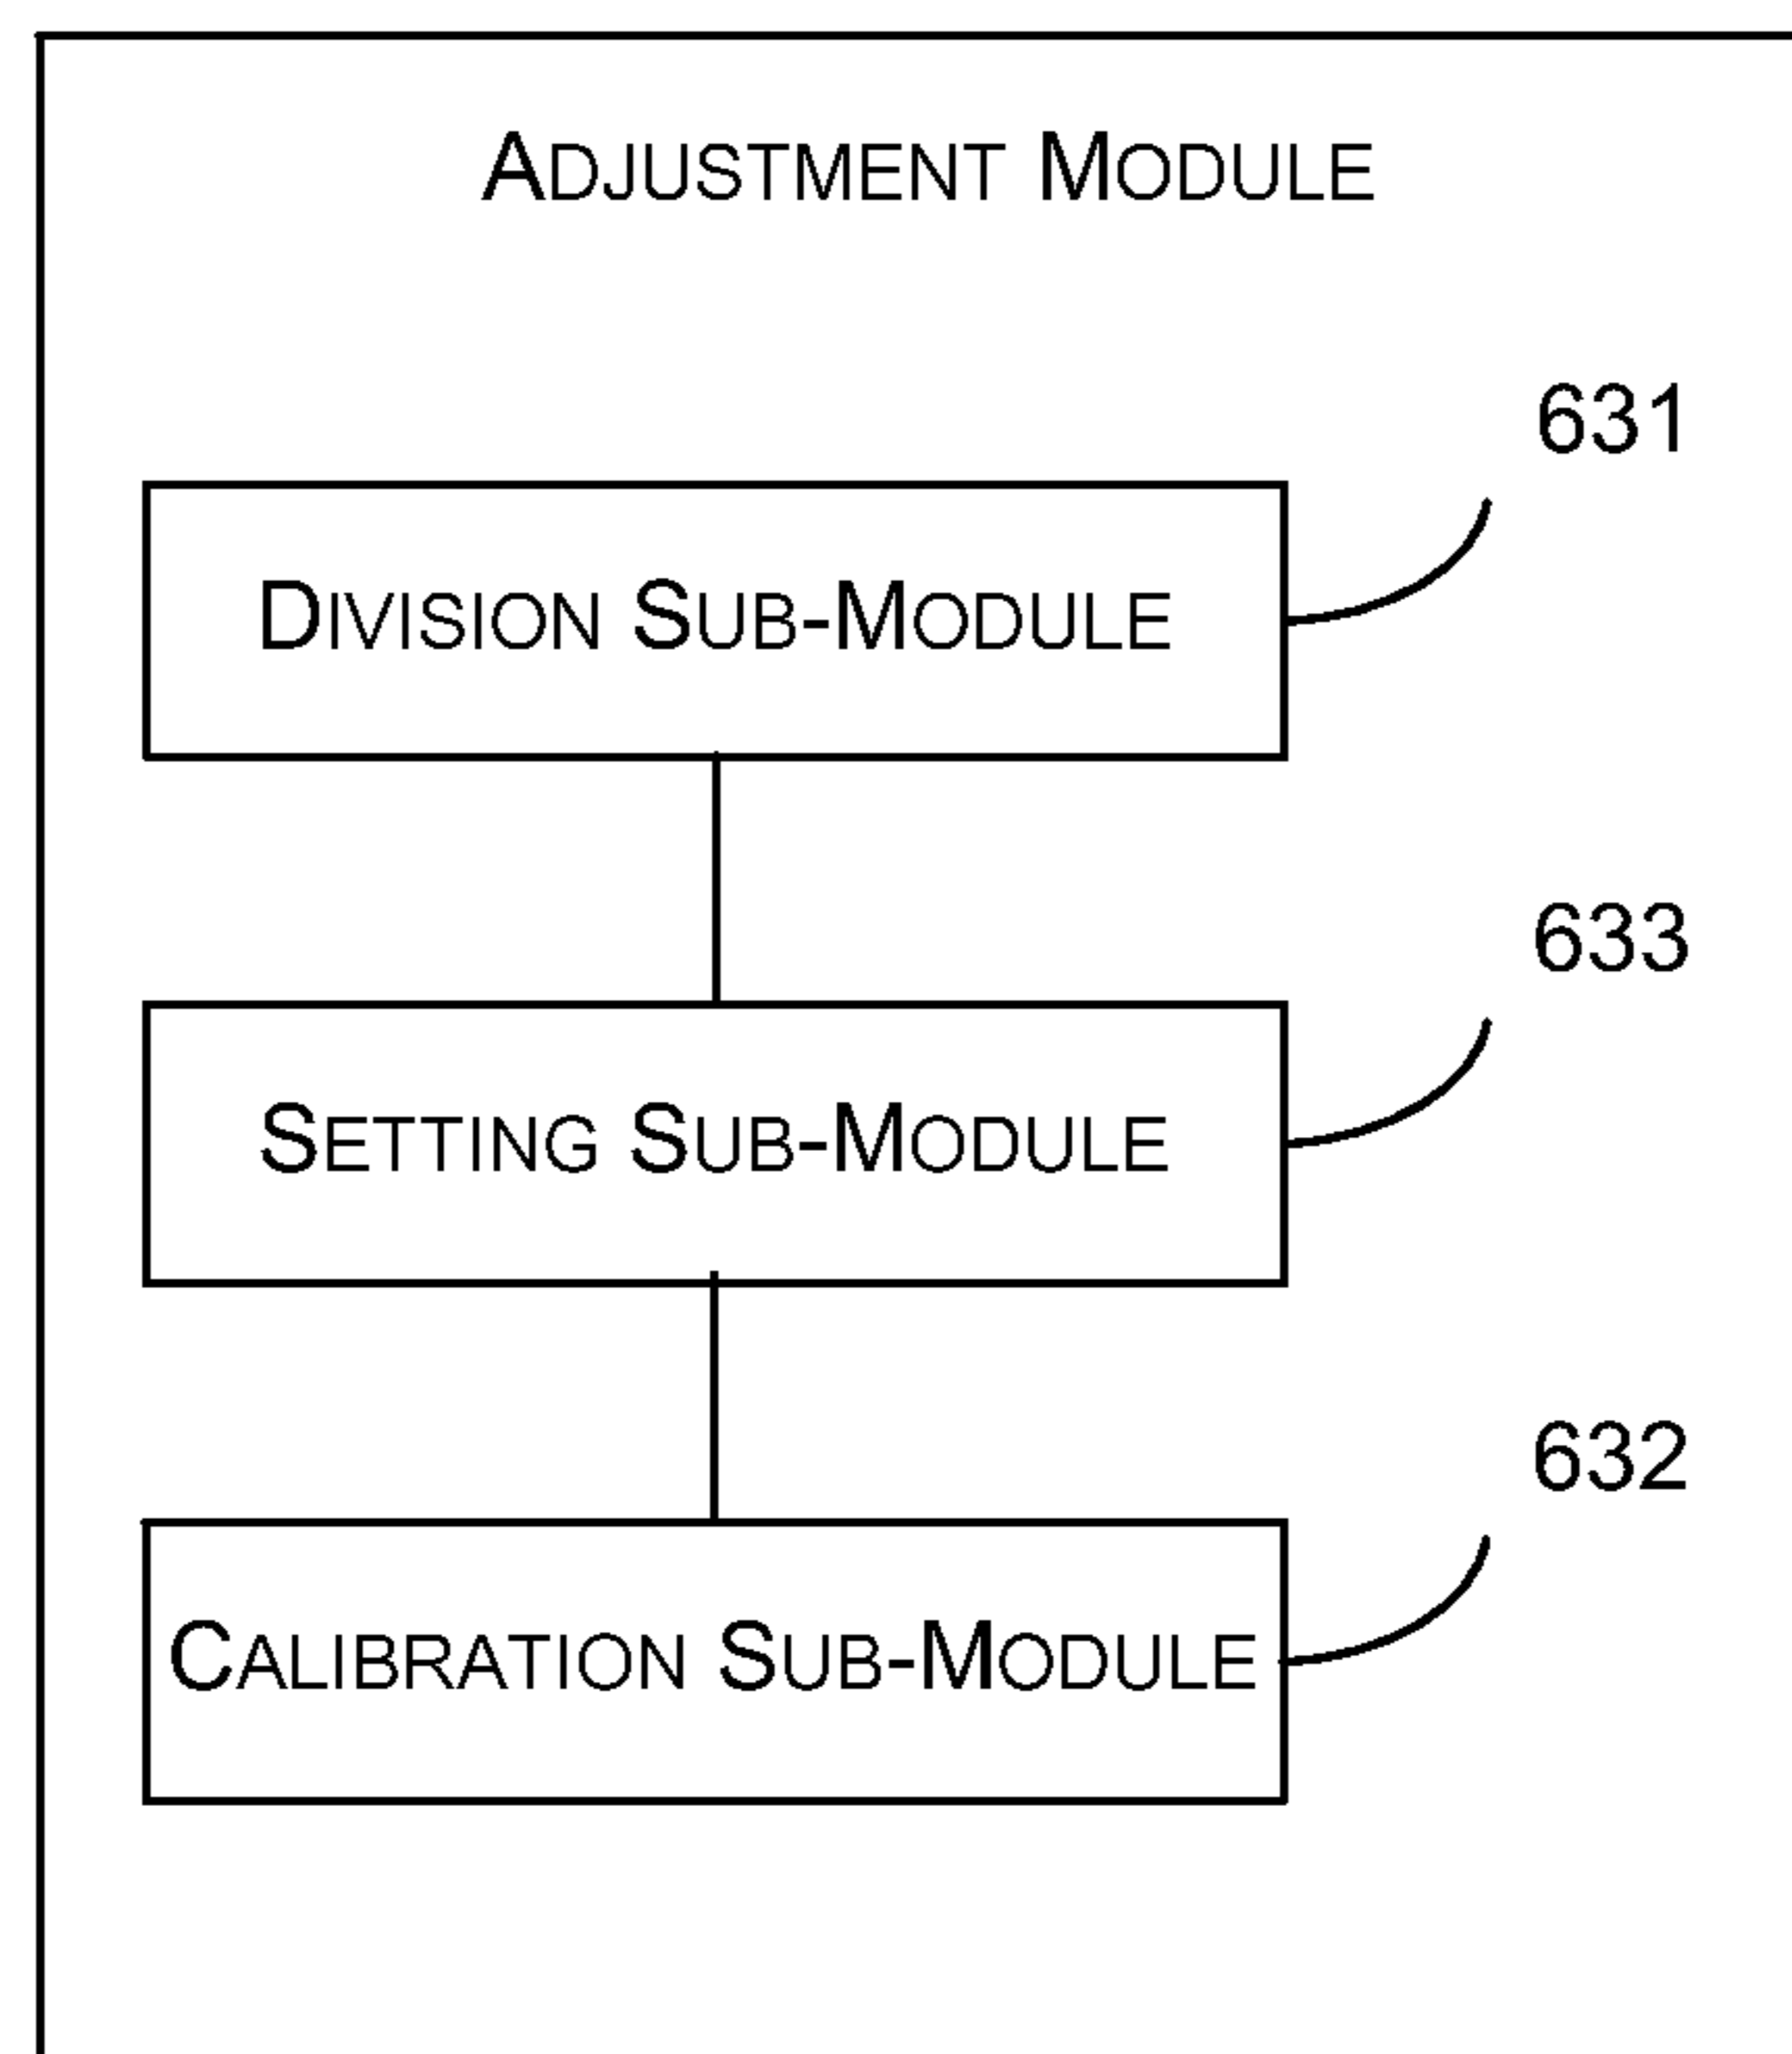 ADJUSTMENT MODULE
631
DIVISION SUB-MODULE
633
SETTING SUB-MODULE
632
CALIBRATION SUB-MODULE